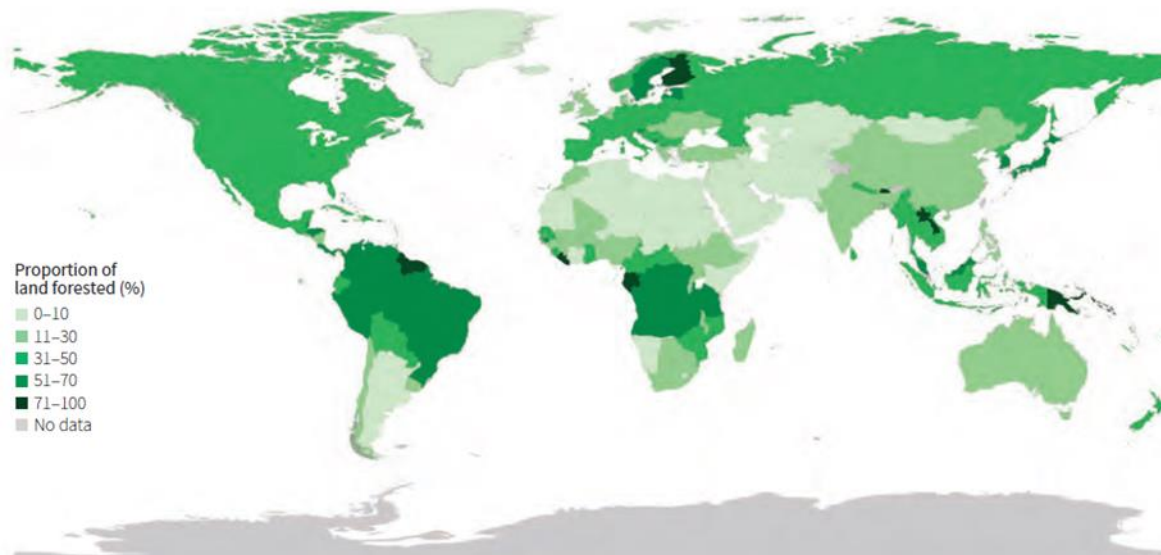 Proportion of
land forested (%)
0–10
11–30
31–50
51–70
71–100
No data